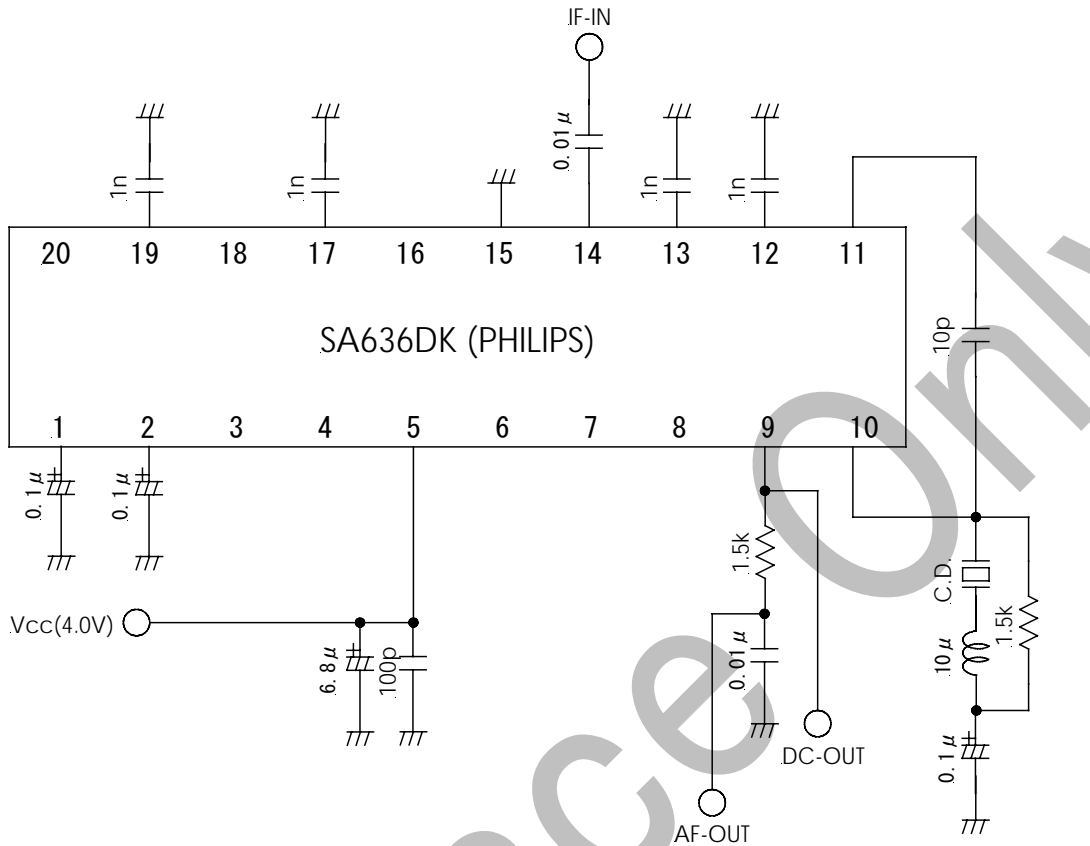 IF-IN
0.01μ
1n
1n
1n
1n
20 19 18 17 16 15 14 13 12 11
SA636DK (PHILIPS)
10p
1 2 3 4 5 6 7 8 9 10
0.1μ
0.1μ
1.5k
C.D.
1.5k
Vcc(4.0V)
6.8μ
100p
0.01μ
10μ
DC-OUT
0.1μ
AF-OUT
nce Only